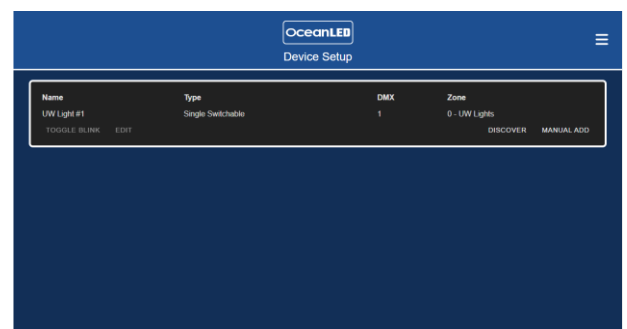 OceanLED
Device Setup
Name Type DMX Zone
UW Light #1 Single Switchable 1 0 - UW Lights
TOGGLE BLINK EDIT DISCOVER MANUAL ADD